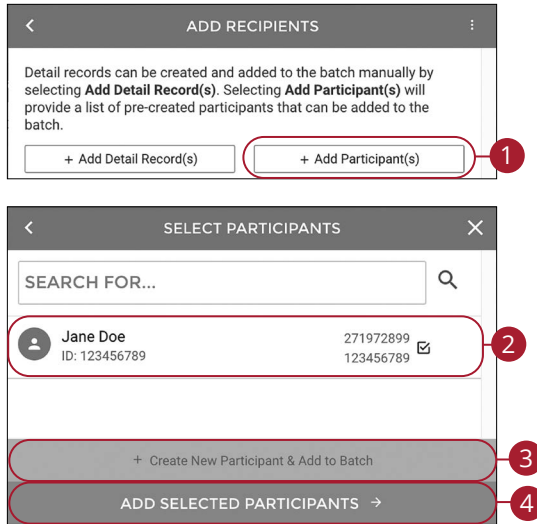 ADD RECIPIENTS
Detail records can be created and added to the batch manually by
selecting Add Detail Record(s). Selecting Add Participant(s) will
provide a list of pre-created participants that can be added to the
batch.
+ Add Detail Record(s)
+ Add Participant(s)
1
SELECT PARTICIPANTS
SEARCH FOR...
Jane Doe
271972899
ID: 123456789
123456789
2
+ Create New Participant & Add to Batch
3
ADD SELECTED PARTICIPANTS →
4